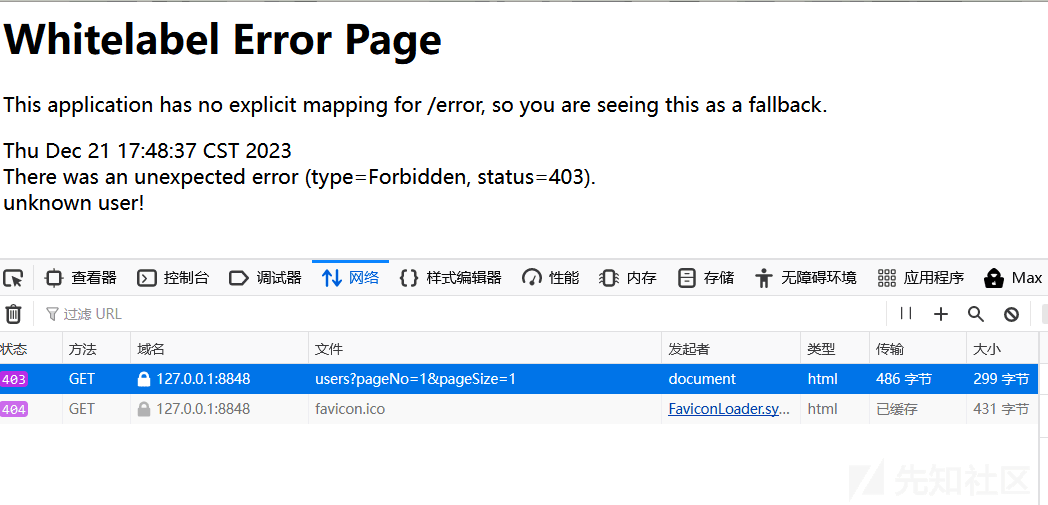 Whitelabel Error Page
This application has no explicit mapping for /error, so you are seeing this as a fallback.
Thu Dec 21 17:48:37 CST 2023
There was an unexpected error (type=Forbidden, status=403).
unknown user!
查看器 控制台 调试器 网络 样式编辑器 性能 内存 存储 无障碍环境 应用程序 Max
过滤 URL
状态 方法 域名 文件 发起者 类型 传输 大小
403 GET 127.0.0.1:8848 users?pageNo=1&pageSize=1 document html 486 字节 299 字节
404 GET 127.0.0.1:8848 favicon.ico FaviconLoader.sy... html 已缓存 431 字节
先知社区